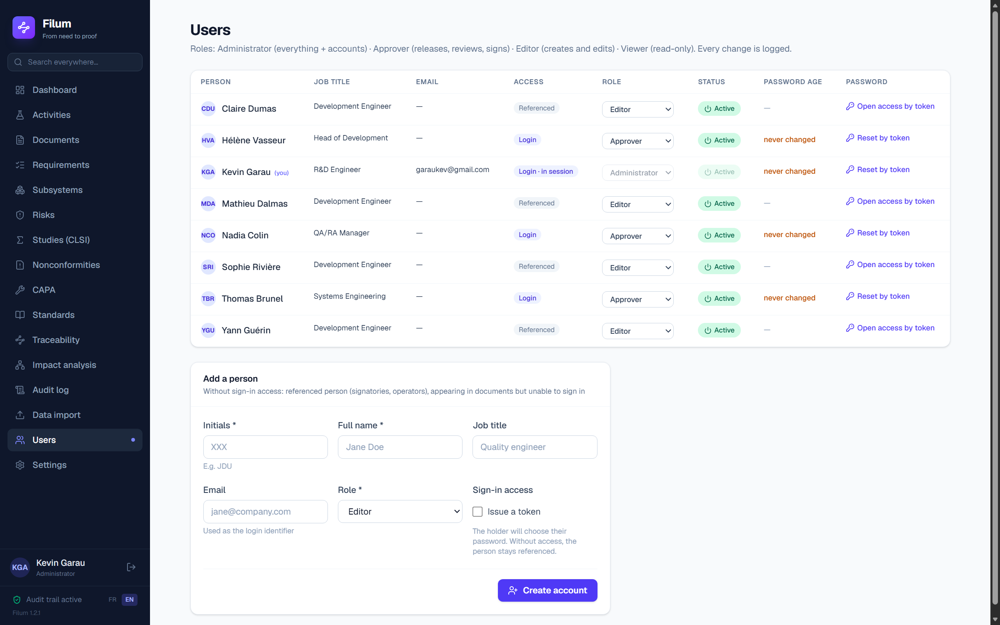 Filum
From need to proof
Search everywhere...
Dashboard
Activities
Documents
Requirements
Subsystems
Risks
Studies (CLSI)
Nonconformities
CAPA
Standards
Traceability
Impact analysis
Audit log
Data import
Users
Settings
KGA
Kevin Garau
Administrator
Audit trail active
FR
EN
Filum 1.2.1
Users
Roles: Administrator (everything + accounts) · Approver (releases, reviews, signs) · Editor (creates and edits) · Viewer (read-only). Every change is logged.
PERSON JOB TITLE EMAIL ACCESS ROLE STATUS PASSWORD AGE PASSWORD
CDU Claire Dumas Development Engineer — Referenced Editor Active — Open access by token
HVA Hélène Vasseur Head of Development — Login Approver Active never changed Reset by token
KGA Kevin Garau (you) R&D Engineer garaukev@gmail.com Login · in session Administrator Active never changed Reset by token
MDA Mathieu Dalmas Development Engineer — Referenced Editor Active — Open access by token
NCO Nadia Colin QA/RA Manager — Login Approver Active never changed Reset by token
SRI Sophie Rivière Development Engineer — Referenced Editor Active — Open access by token
TBR Thomas Brunel Systems Engineering — Login Approver Active never changed Reset by token
YGU Yann Guérin Development Engineer — Referenced Editor Active — Open access by token
Add a person
Without sign-in access: referenced person (signatories, operators), appearing in documents but unable to sign in
Initials * Full name * Job title
XXX Jane Doe Quality engineer
E.g. JDU
Email Role * Sign-in access
jane@company.com Editor Issue a token
Used as the login identifier
The holder will choose their
password. Without access, the
person stays referenced.
Create account